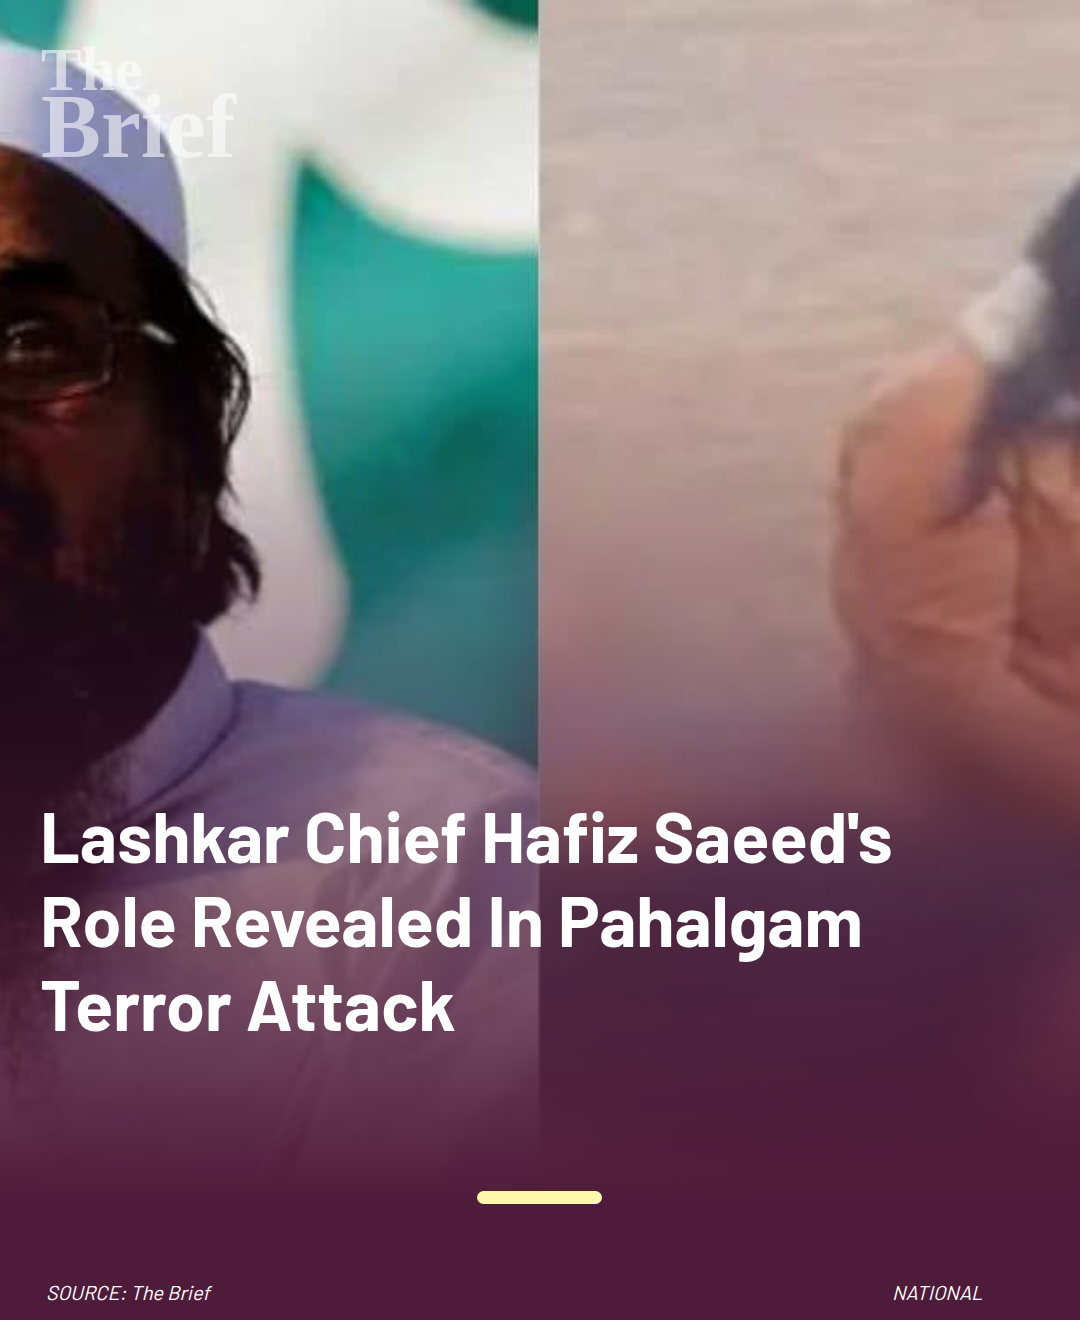 The
Brief
Lashkar Chief Hafiz Saeed's
Role Revealed In Pahalgam
Terror Attack
SOURCE: The Brief
NATIONAL